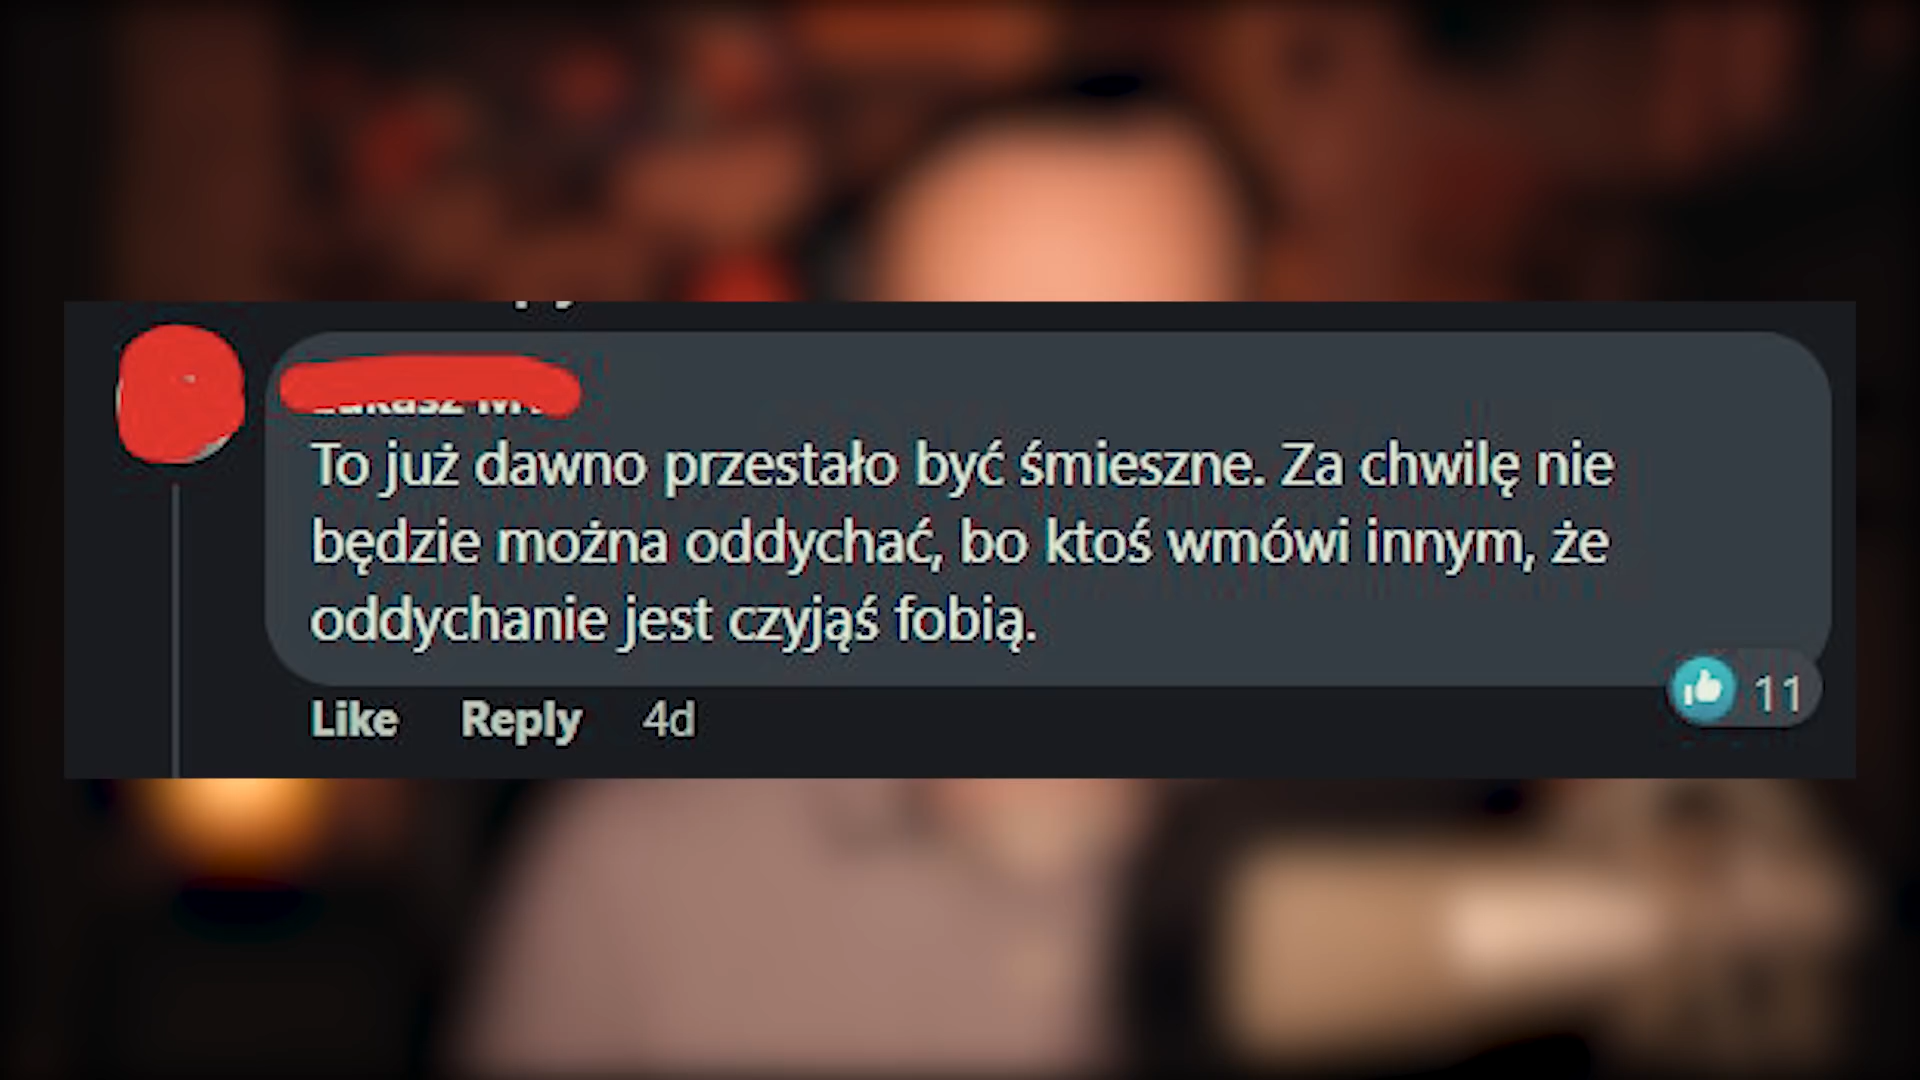 To już dawno przestało być śmieszne. Za chwilę nie
będzie można oddychać, bo ktoś wmówi innym, że
oddychanie jest czyjąś fobią.
Like Reply 4d
11